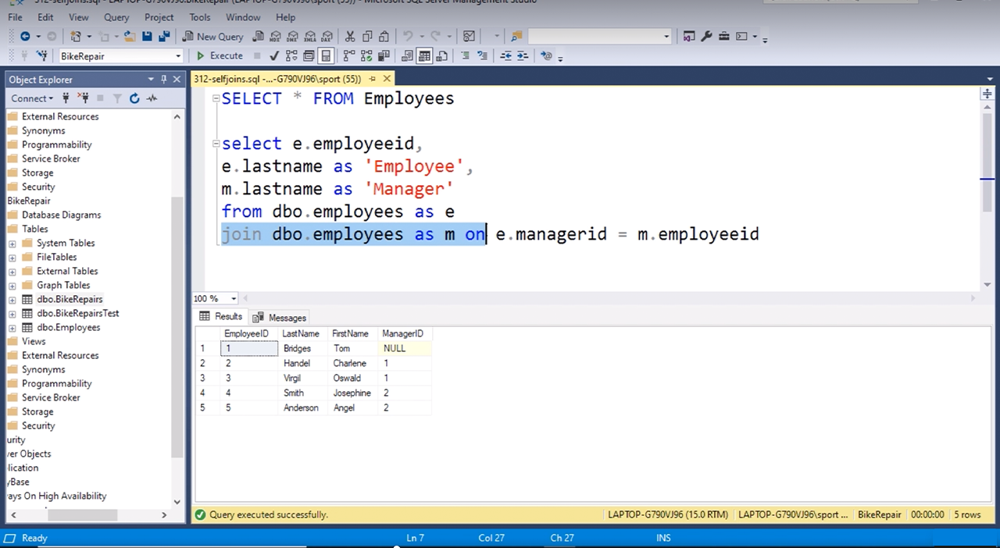 312-selfjoins.sql - LAPTOP-G790VJ96.BikeRepair (LAPTOP-G790VJ96\sport (55)) - Microsoft SQL Server Management Studio
File Edit View Query Project Tools Window Help
New Query MDX DMX XMLA DAX
BikeRepair Execute
Object Explorer
Connect
External Resources
Synonyms
Programmability
Service Broker
Storage
Security
BikeRepair
Database Diagrams
Tables
System Tables
FileTables
External Tables
Graph Tables
dbo.BikeRepairs
dbo.BikeRepairsTest
dbo.Employees
Views
External Resources
Synonyms
Programmability
Service Broker
Storage
Security
urity
er Objects
lication
yBase
ays On High Availability
312-selfjoins.sql -...-G790VJ96\sport (55))
SELECT * FROM Employees
select e.employeeid,
e.lastname as 'Employee',
m.lastname as 'Manager'
from dbo.employees as e
join dbo.employees as m on e.managerid = m.employeeid
100 %
Results Messages
EmployeeID LastName FirstName ManagerID
1 1 Bridges Tom NULL
2 2 Handel Charlene 1
3 3 Virgil Oswald 1
4 4 Smith Josephine 2
5 5 Anderson Angel 2
Query executed successfully. LAPTOP-G790VJ96 (15.0 RTM) LAPTOP-G790VJ96\sport ... BikeRepair 00:00:00 5 rows
Ready Ln 7 Col 27 Ch 27 INS